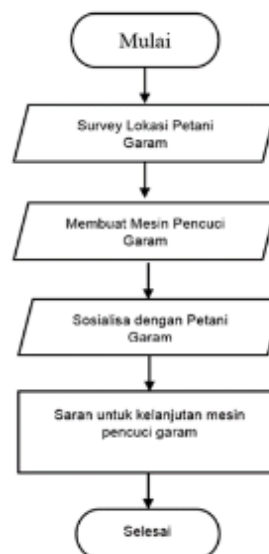 Mulai
Survey Lokasi Petani
Garam
Membuat Mesin Pencuci
Garam
Sosialisa dengan Petani
Garam
Saran untuk kelanjutan mesin
pencuci garam
Selesai